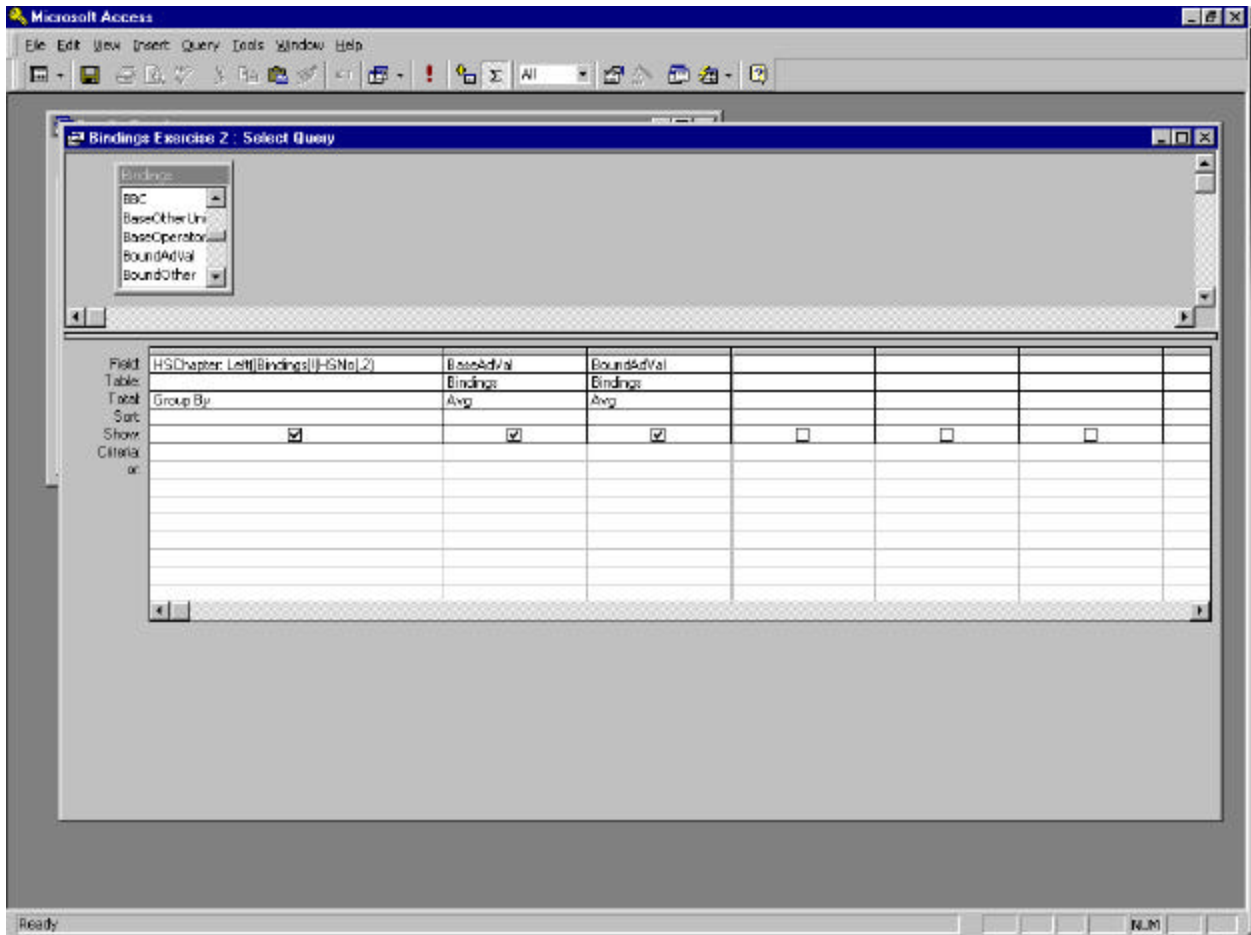 Microsoft Access
File Edit View Insert Query Tools Window Help
All
Bindings Exercise 2 : Select Query
Bindings
BBC
BaseOtherUni
BaseOperator
BoundAdVal
BoundOther
Field: HSChapter: Left([Bindings]![HSNo],2) BaseAdVal BoundAdVal
Table: Bindings Bindings
Total: Group By Avg Avg
Sort:
Show:
Criteria:
or:
Ready NUM